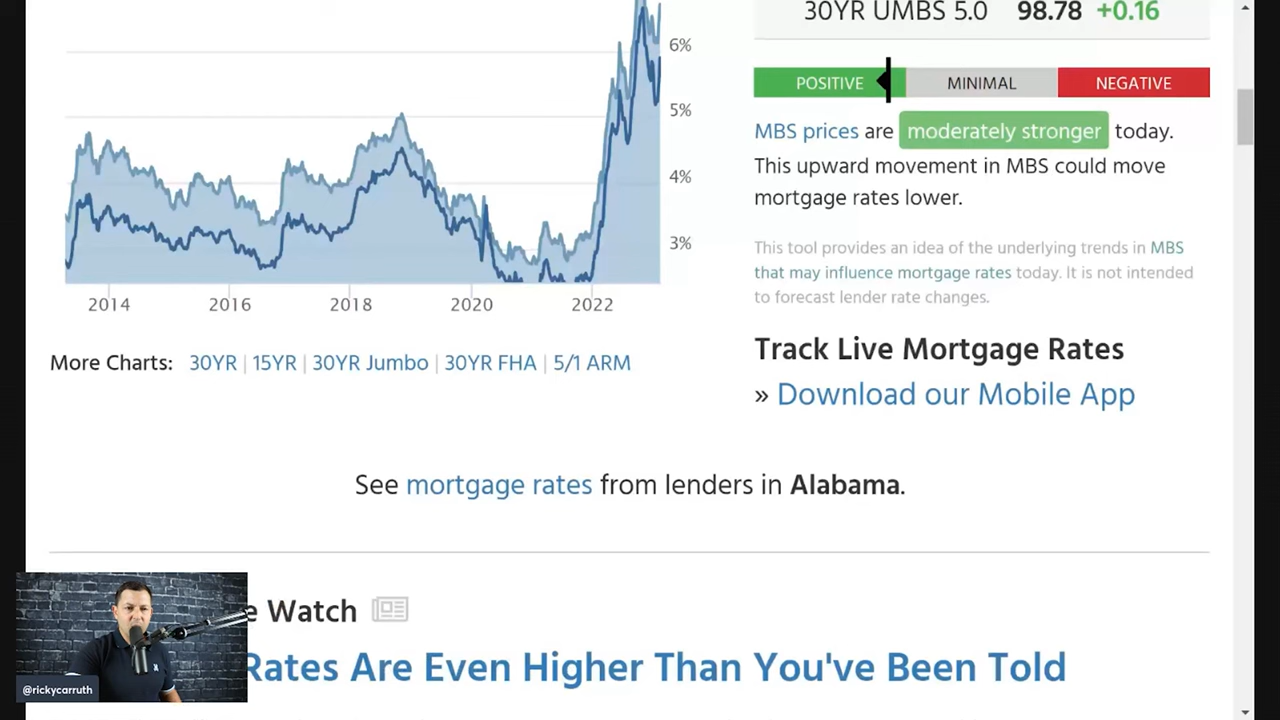 30YR UMBS 5.0 98.78 +0.16
6%
5%
4%
3%
2014 2016 2018 2020 2022
POSITIVE MINIMAL NEGATIVE
MBS prices are moderately stronger today.
This upward movement in MBS could move
mortgage rates lower.
This tool provides an idea of the underlying trends in MBS
that may influence mortgage rates today. It is not intended
to forecast lender rate changes.
More Charts: 30YR | 15YR | 30YR Jumbo | 30YR FHA | 5/1 ARM
Track Live Mortgage Rates
» Download our Mobile App
See mortgage rates from lenders in Alabama.
e Watch
Rates Are Even Higher Than You've Been Told
@rickycarruth